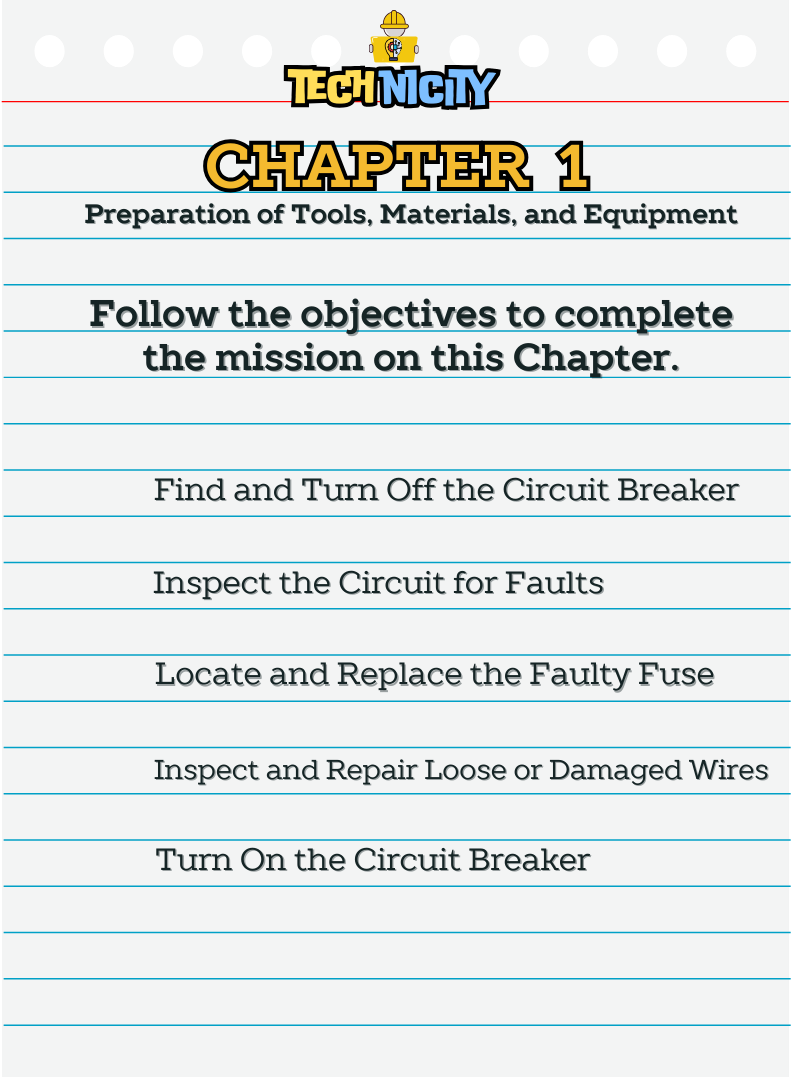 TECHNICITY
CHAPTER 1
Preparation of Tools, Materials, and Equipment
Follow the objectives to complete
the mission on this Chapter.
Find and Turn Off the Circuit Breaker
Inspect the Circuit for Faults
Locate and Replace the Faulty Fuse
Inspect and Repair Loose or Damaged Wires
Turn On the Circuit Breaker